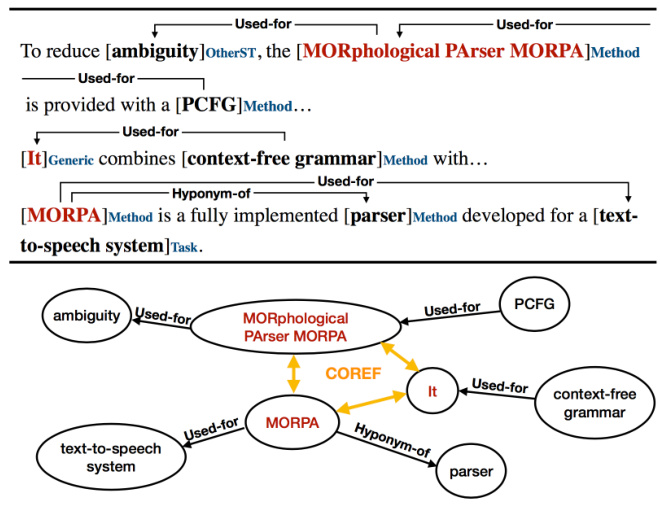 Used-for Used-for
To reduce [ambiguity]OtherST, the [MORphological PArser MORPA]Method
Used-for
is provided with a [PCFG]Method…
Used-for
[It]Generic combines [context-free grammar]Method with…
Used-for
Hyponym-of
[MORPA]Method is a fully implemented [parser]Method developed for a [text-
to-speech system]Task.
ambiguity
Used-for
MORphological
PArser MORPA
Used-for
PCFG
COREF
It
Used-for
context-free
grammar
MORPA
Used-for
text-to-speech
system
Hyponym-of
parser